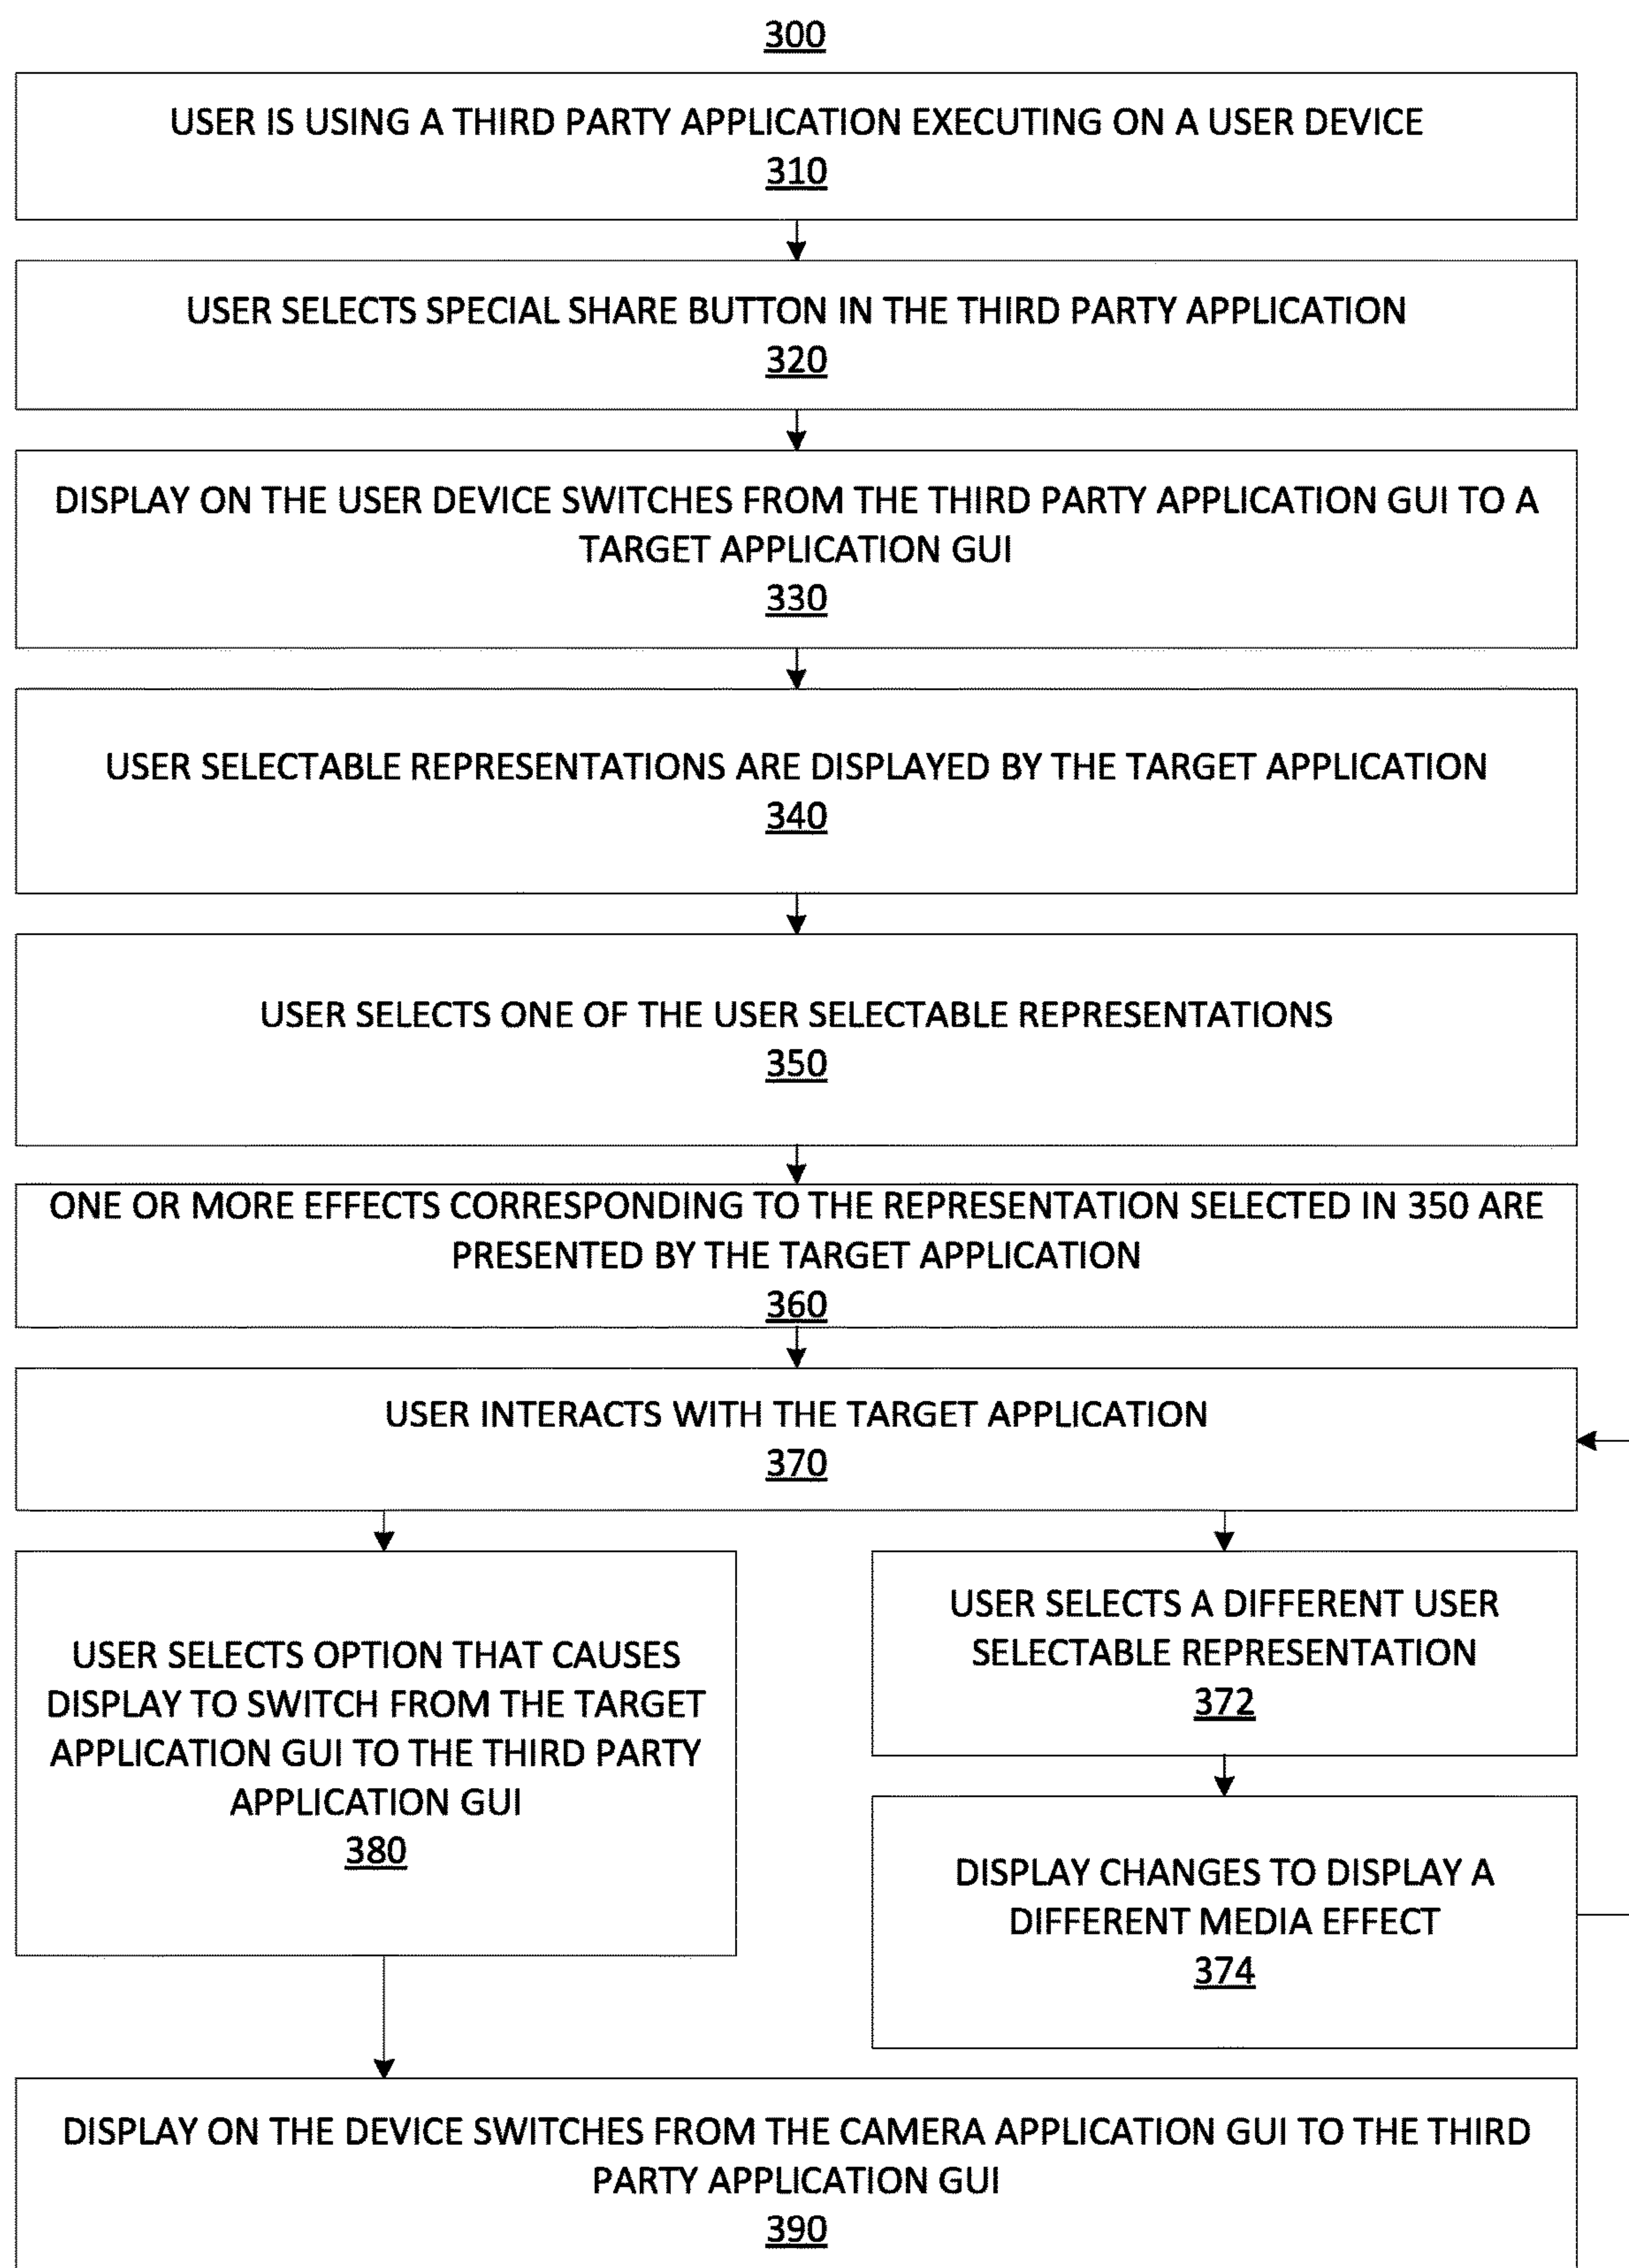 300
USER IS USING A THIRD PARTY APPLICATION EXECUTING ON A USER DEVICE
310
USER SELECTS SPECIAL SHARE BUTTON IN THE THIRD PARTY APPLICATION
320
DISPLAY ON THE USER DEVICE SWITCHES FROM THE THIRD PARTY APPLICATION GUI TO A
TARGET APPLICATION GUI
330
USER SELECTABLE REPRESENTATIONS ARE DISPLAYED BY THE TARGET APPLICATION
340
USER SELECTS ONE OF THE USER SELECTABLE REPRESENTATIONS
350
ONE OR MORE EFFECTS CORRESPONDING TO THE REPRESENTATION SELECTED IN 350 ARE
PRESENTED BY THE TARGET APPLICATION
360
USER INTERACTS WITH THE TARGET APPLICATION
370
USER SELECTS OPTION THAT CAUSES
DISPLAY TO SWITCH FROM THE TARGET
APPLICATION GUI TO THE THIRD PARTY
APPLICATION GUI
380
USER SELECTS A DIFFERENT USER
SELECTABLE REPRESENTATION
372
DISPLAY CHANGES TO DISPLAY A
DIFFERENT MEDIA EFFECT
374
DISPLAY ON THE DEVICE SWITCHES FROM THE CAMERA APPLICATION GUI TO THE THIRD
PARTY APPLICATION GUI
390